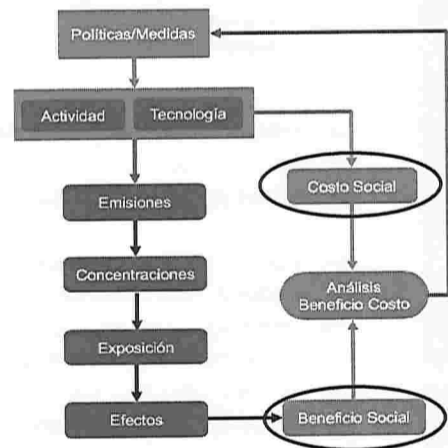 Políticas/Medidas
Actividad
Tecnología
Emisiones
Costo Social
Concentraciones
Análisis
Beneficio Costo
Exposición
Efectos
Beneficio Social